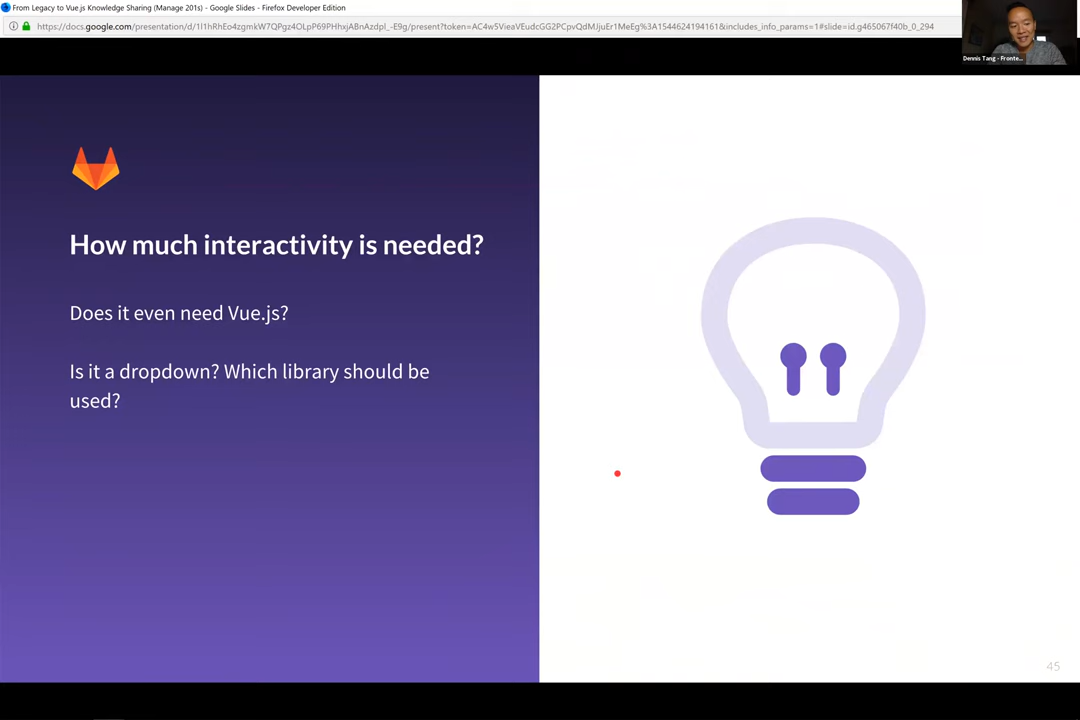 From Legacy to Vue.js Knowledge Sharing (Manage 201s) - Google Slides - Firefox Developer Edition
https://docs.google.com/presentation/d/1l1hRhEo4zgmkW7QPgz4OLpP69PHhxjABnAzdpl_-E9g/present?token=AC4w5VieaVEudcGG2PCpvQdMJjuEr1MeEg%3A1544624194161&includes_info_params=1#slide=id.g465067f40b_0_294
Dennis Tang - Fronte...
How much interactivity is needed?
Does it even need Vue.js?
Is it a dropdown? Which library should be
used?
45